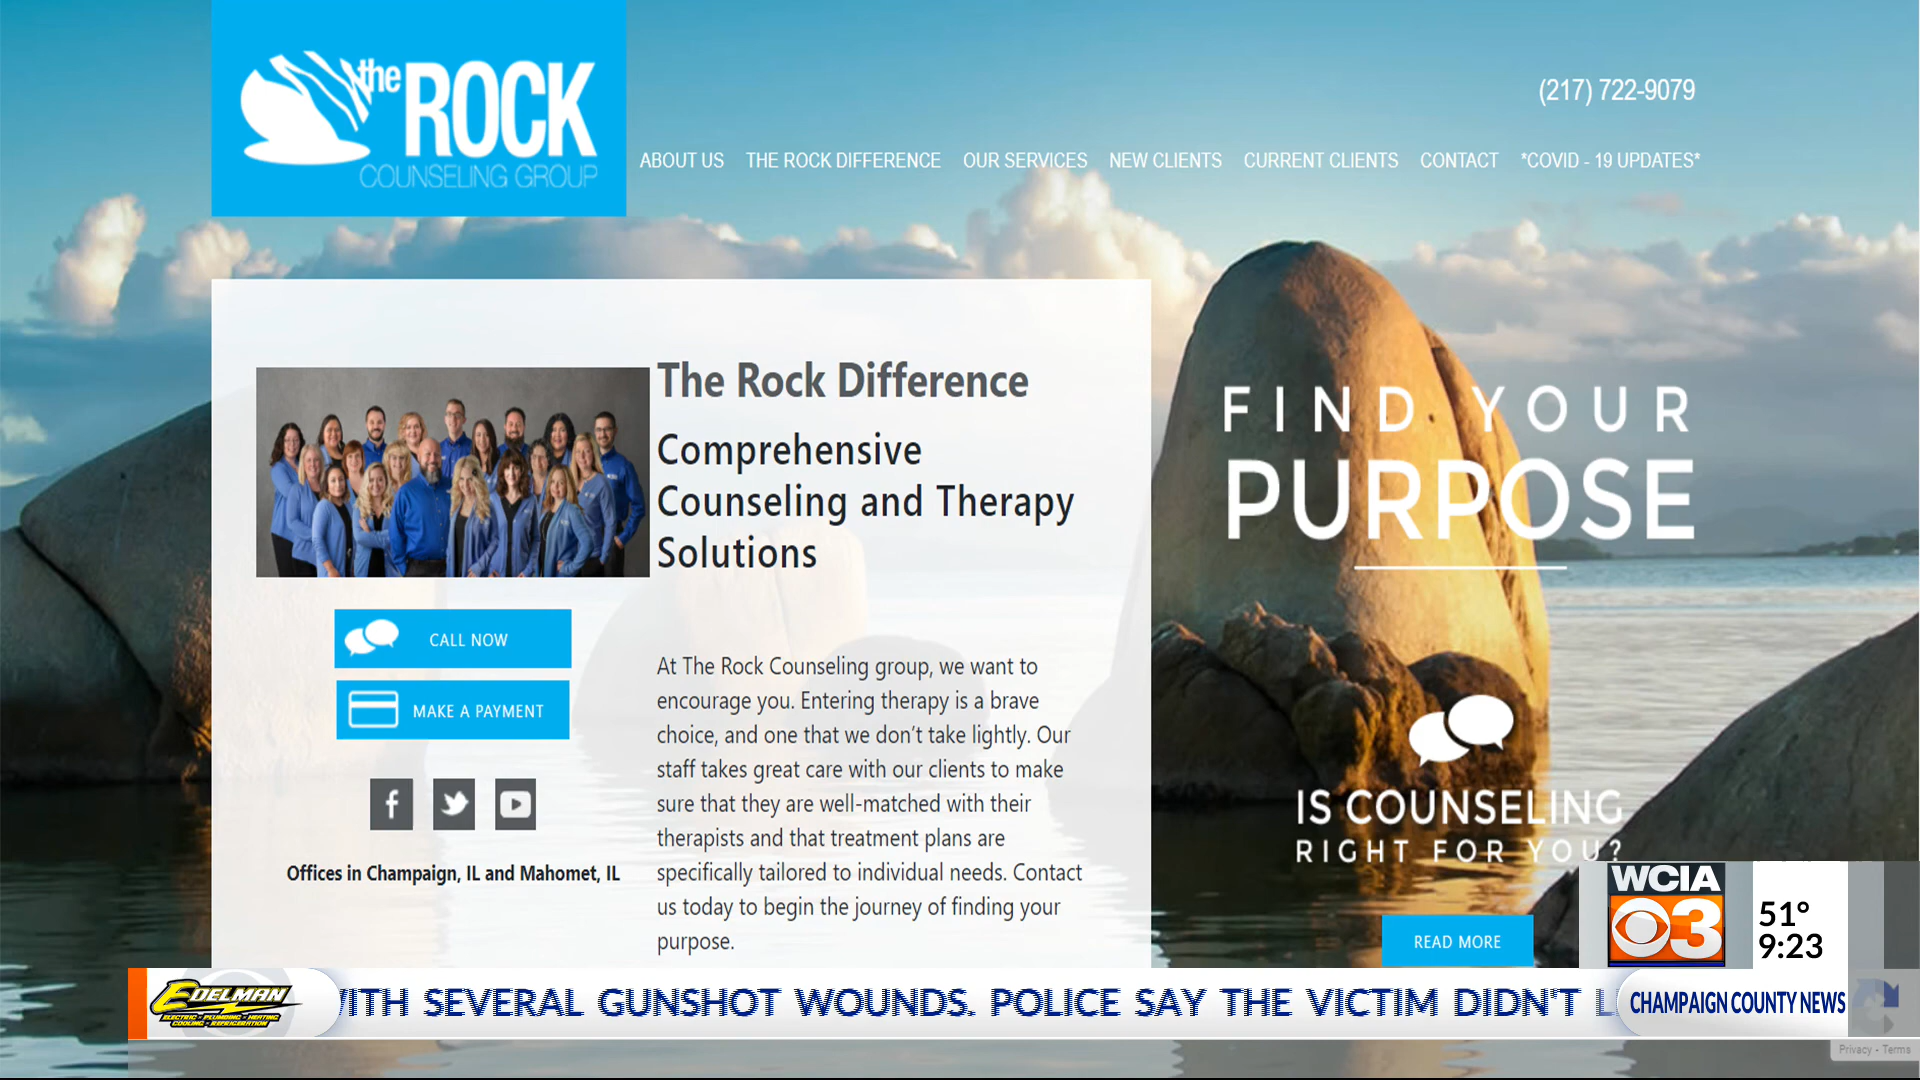 the ROCK
COUNSELING GROUP
(217) 722-9079
ABOUT US THE ROCK DIFFERENCE OUR SERVICES NEW CLIENTS CURRENT CLIENTS CONTACT *COVID - 19 UPDATES*
The Rock Difference
Comprehensive
Counseling and Therapy
Solutions
CALL NOW
MAKE A PAYMENT
Offices in Champaign, IL and Mahomet, IL
At The Rock Counseling group, we want to
encourage you. Entering therapy is a brave
choice, and one that we don't take lightly. Our
staff takes great care with our clients to make
sure that they are well-matched with their
therapists and that treatment plans are
specifically tailored to individual needs. Contact
us today to begin the journey of finding your
purpose.
FIND YOUR
PURPOSE
IS COUNSELING
RIGHT FOR YOU?
READ MORE
WCIA
3
51°
9:23
EDELMAN
ELECTRIC - PLUMBING - HEATING
COOLING - REFRIGERATION
SEVERAL GUNSHOT WOUNDS. POLICE SAY THE VICTIM DIDN'T
CHAMPAIGN COUNTY NEWS
Privacy - Terms